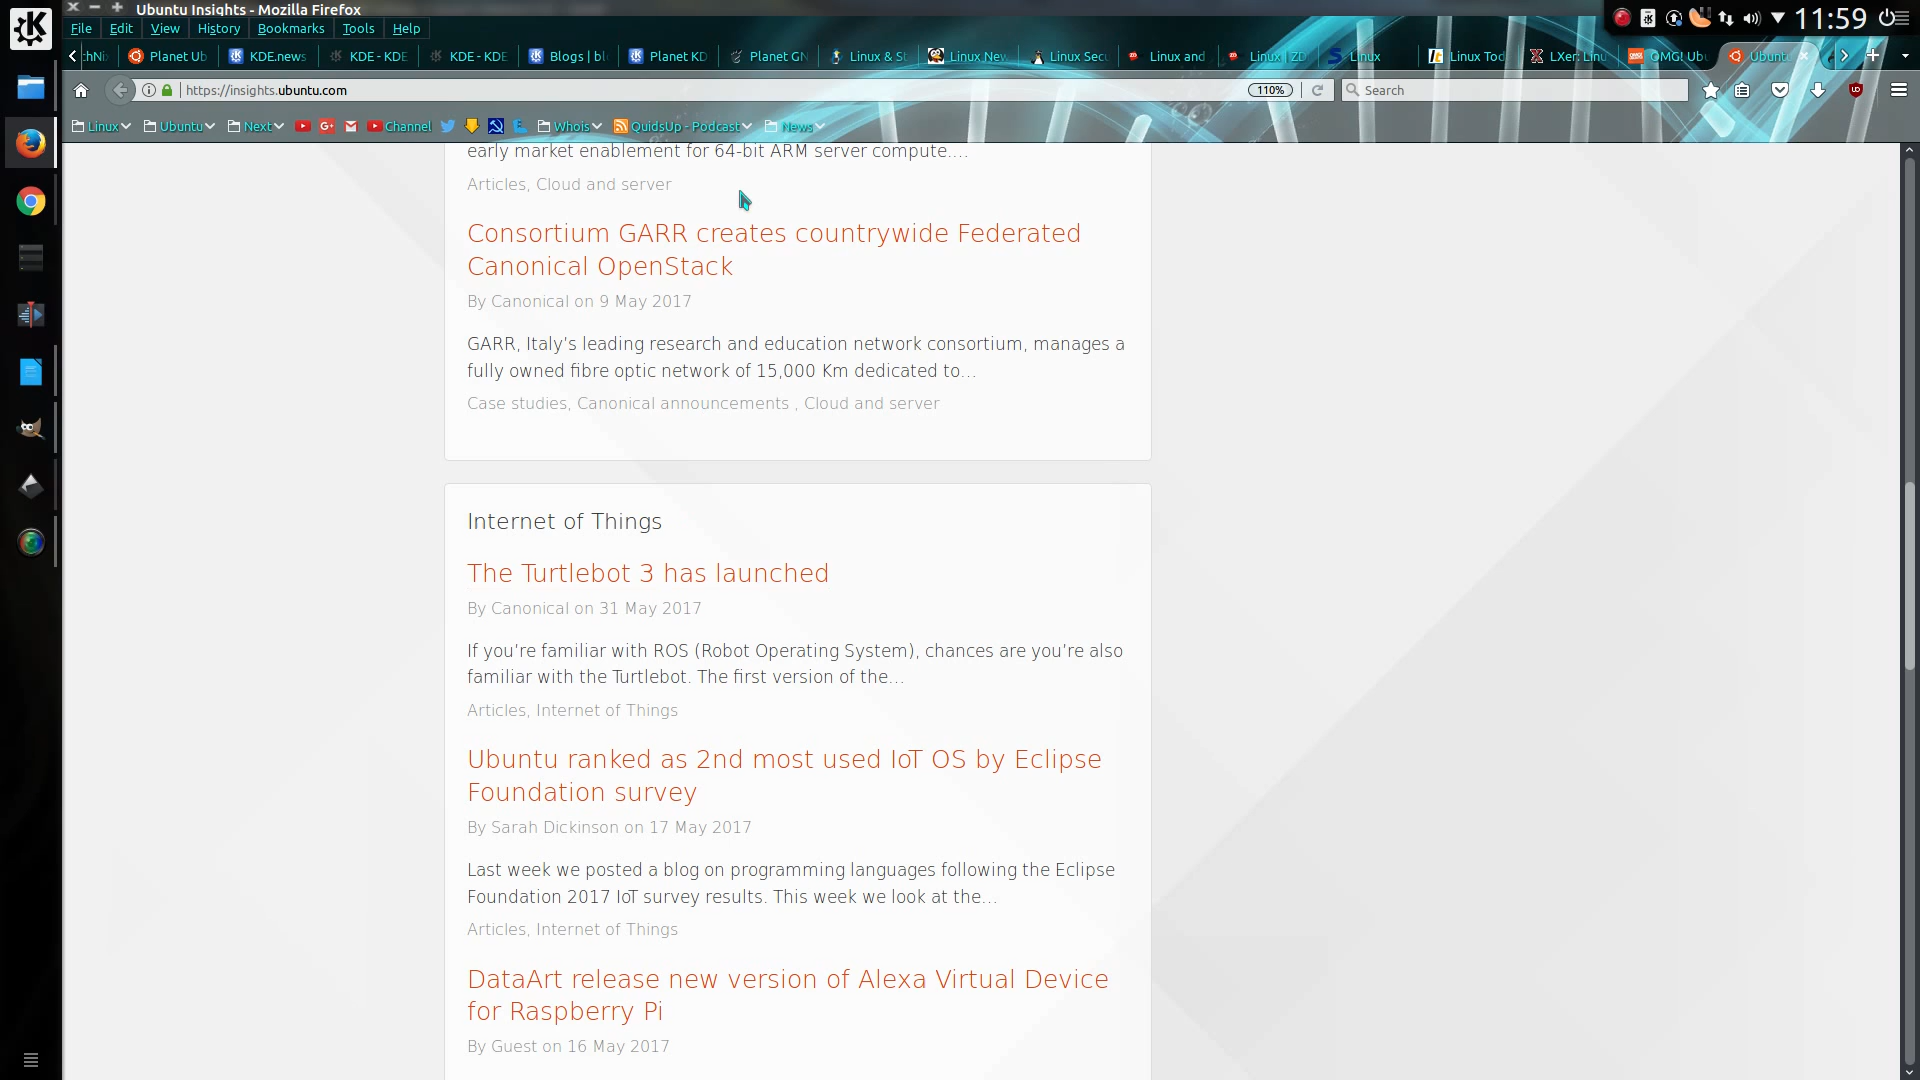 Ubuntu Insights - Mozilla Firefox
11:59
File Edit View History Bookmarks Tools Help
Planet Ub KDE.news KDE - KDE KDE - KDE Blogs | bl Planet KD Planet GN Linux & St Linux New Linux Secu Linux and Linux | ZD Linux Linux Tod LXer: Linu OMG! Ubu Ubuntu
https://insights.ubuntu.com 110% Search
Linux Ubuntu Next Channel Whois QuidsUp - Podcast News
early market enablement for 64-bit ARM server compute....
Articles, Cloud and server
Consortium GARR creates countrywide Federated
Canonical OpenStack
By Canonical on 9 May 2017
GARR, Italy's leading research and education network consortium, manages a
fully owned fibre optic network of 15,000 Km dedicated to...
Case studies, Canonical announcements , Cloud and server
Internet of Things
The Turtlebot 3 has launched
By Canonical on 31 May 2017
If you're familiar with ROS (Robot Operating System), chances are you're also
familiar with the Turtlebot. The first version of the...
Articles, Internet of Things
Ubuntu ranked as 2nd most used IoT OS by Eclipse
Foundation survey
By Sarah Dickinson on 17 May 2017
Last week we posted a blog on programming languages following the Eclipse
Foundation 2017 IoT survey results. This week we look at the...
Articles, Internet of Things
DataArt release new version of Alexa Virtual Device
for Raspberry Pi
By Guest on 16 May 2017